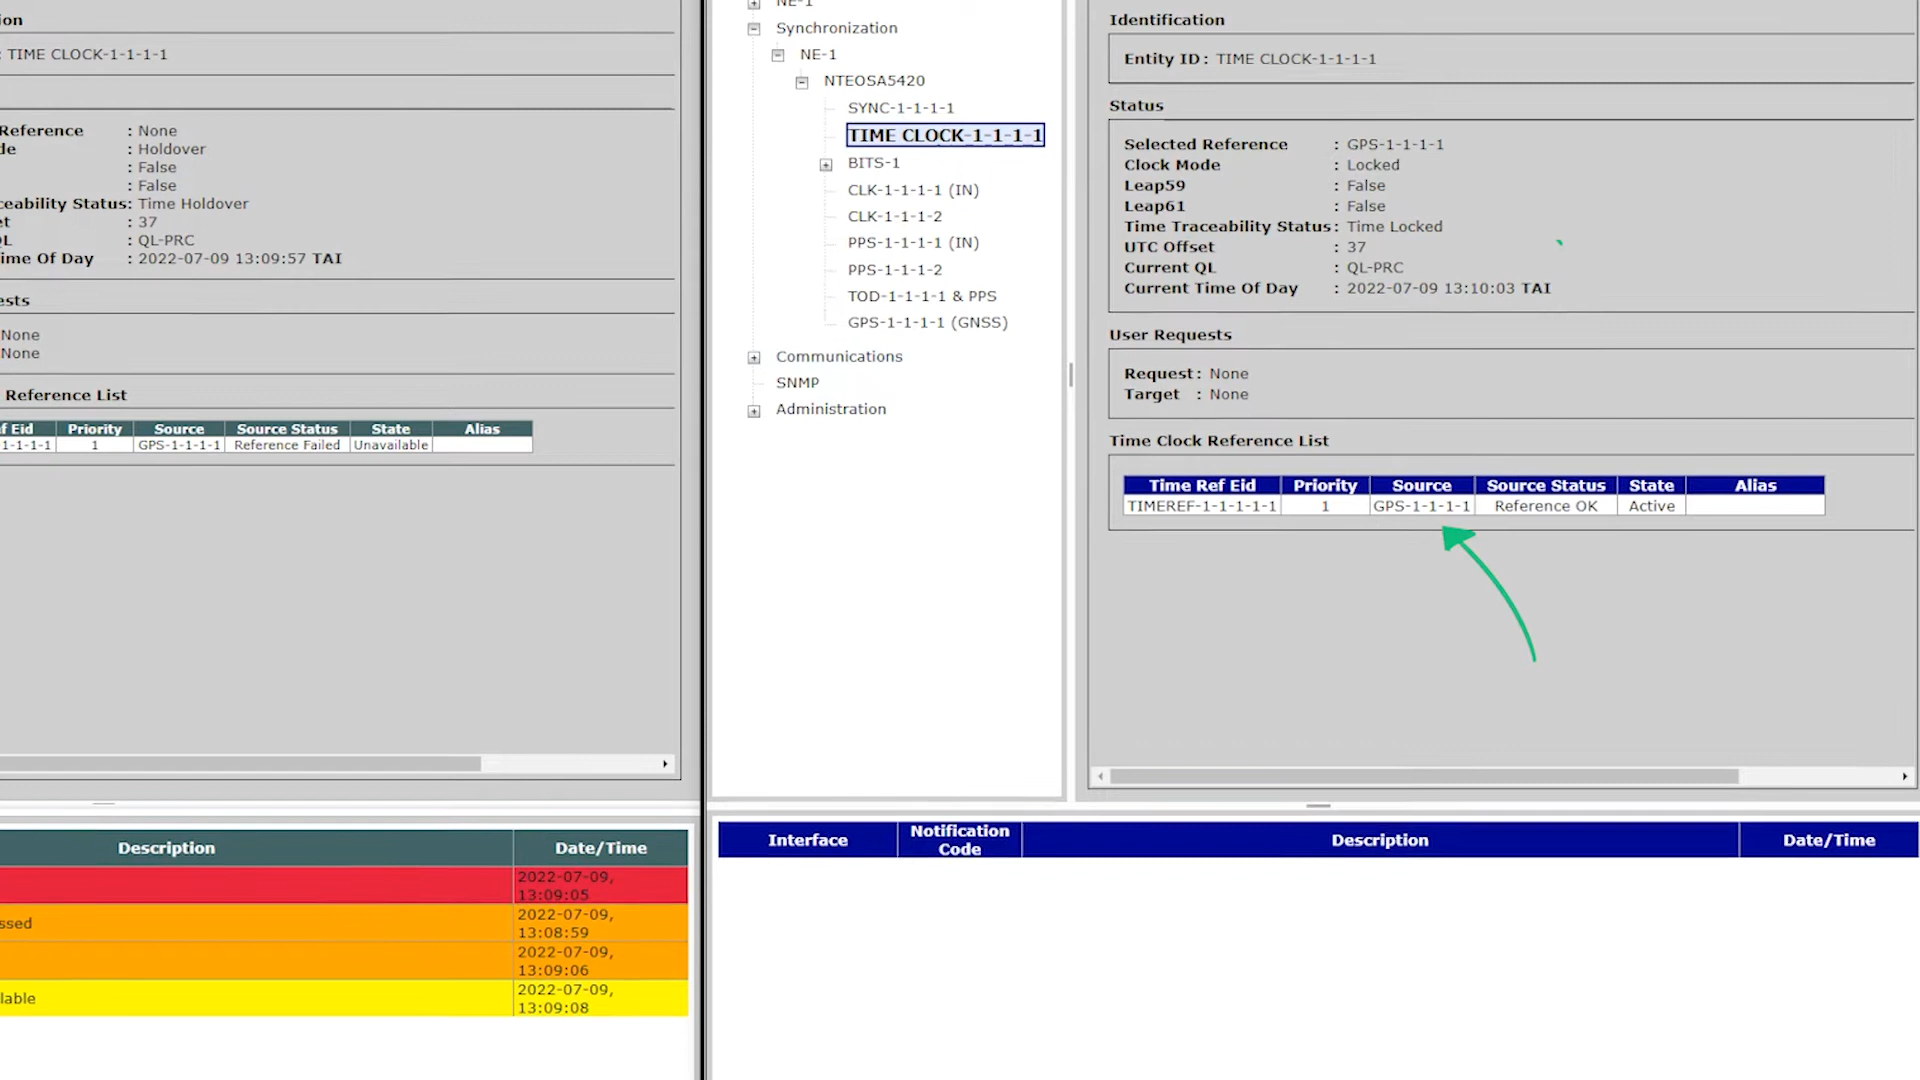 ion
: TIME CLOCK-1-1-1-1
Reference : None
de : Holdover
: False
: False
ceability Status: Time Holdover
et : 37
QL : QL-PRC
ime Of Day : 2022-07-09 13:09:57 TAI
ests
None
None
Reference List
ef Eid Priority Source Source Status State Alias
-1-1-1-1 1 GPS-1-1-1-1 Reference Failed Unavailable
Description Date/Time
2022-07-09,
13:09:05
ssed 2022-07-09,
13:08:59
2022-07-09,
13:09:06
lable 2022-07-09,
13:09:08
NE-1
Synchronization
NE-1
NTEOSA5420
SYNC-1-1-1-1
TIME CLOCK-1-1-1-1
BITS-1
CLK-1-1-1-1 (IN)
CLK-1-1-1-2
PPS-1-1-1-1 (IN)
PPS-1-1-1-2
TOD-1-1-1-1 & PPS
GPS-1-1-1-1 (GNSS)
Communications
SNMP
Administration
Identification
Entity ID : TIME CLOCK-1-1-1-1
Status
Selected Reference : GPS-1-1-1-1
Clock Mode : Locked
Leap59 : False
Leap61 : False
Time Traceability Status : Time Locked
UTC Offset : 37
Current QL : QL-PRC
Current Time Of Day : 2022-07-09 13:10:03 TAI
User Requests
Request : None
Target : None
Time Clock Reference List
Time Ref Eid Priority Source Source Status State Alias
TIMEREF-1-1-1-1-1 1 GPS-1-1-1-1 Reference OK Active
Interface Notification Code Description Date/Time